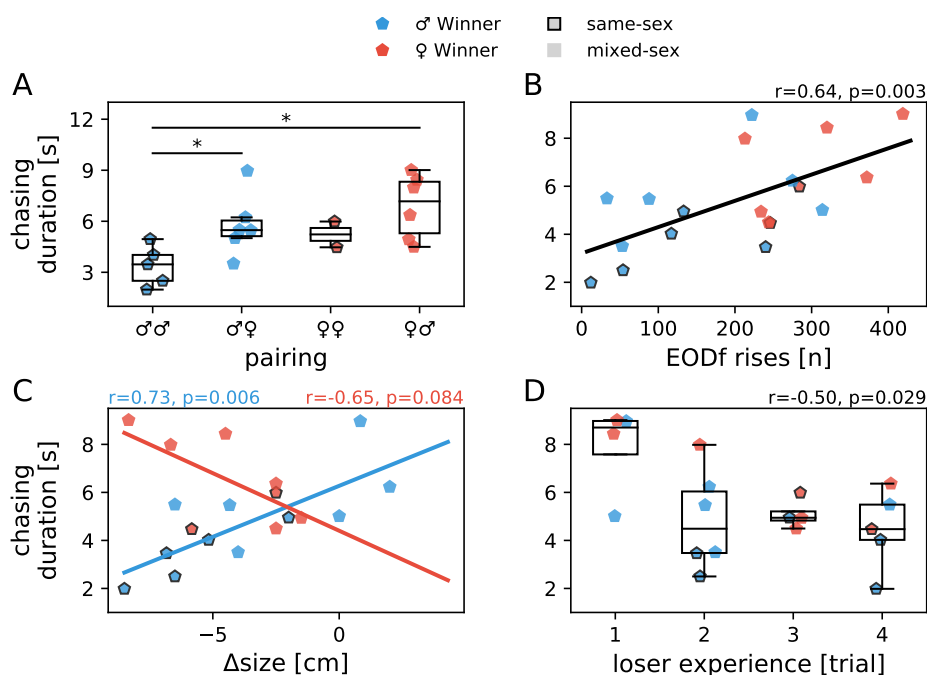 ♂ Winner same-sex
♀ Winner mixed-sex
A
12
9
6
3
chasing
duration [s]
*
*
♂♂ ♂♀ ♀♀ ♀♂
pairing
B
r=0.64, p=0.003
8
6
4
2
0 100 200 300 400
EODf rises [n]
C
r=0.73, p=0.006 r=-0.65, p=0.084
8
6
4
2
chasing
duration [s]
−5 0
Δsize [cm]
D
r=-0.50, p=0.029
8
6
4
2
1 2 3 4
loser experience [trial]